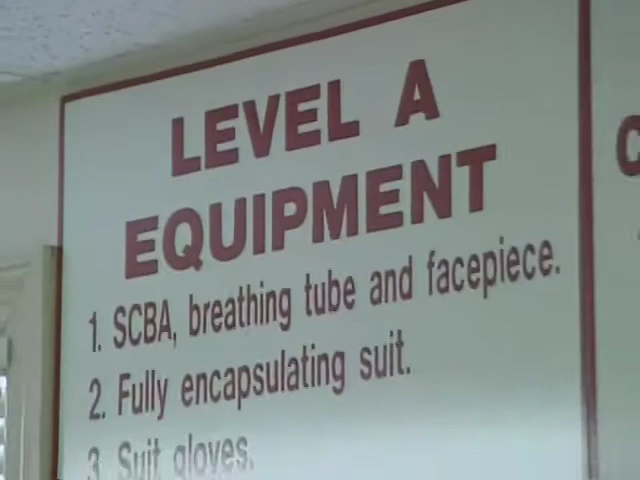 LEVEL A
EQUIPMENT
1. SCBA, breathing tube and facepiece.
2. Fully encapsulating suit.
3. Suit gloves.